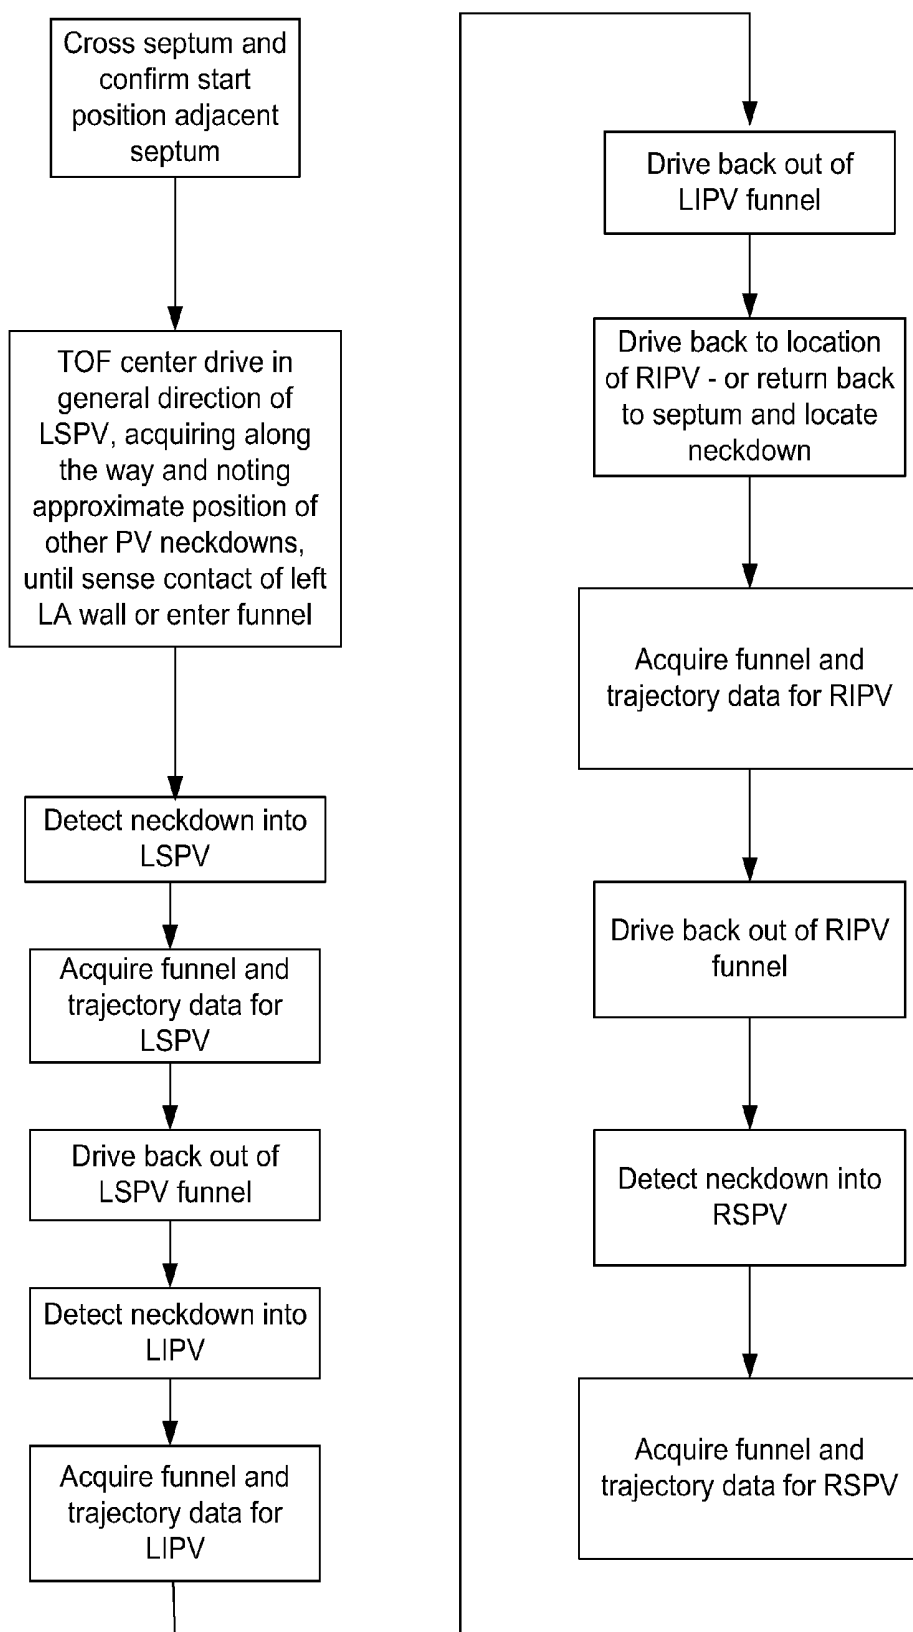 Cross septum and
confirm start
position adjacent
septum
TOF center drive in
general direction of
LSPV, acquiring along
the way and noting
approximate position of
other PV neckdowns,
until sense contact of left
LA wall or enter funnel
Detect neckdown into
LSPV
Acquire funnel and
trajectory data for
LSPV
Drive back out of
LSPV funnel
Detect neckdown into
LIPV
Acquire funnel and
trajectory data for
LIPV
Drive back out of
LIPV funnel
Drive back to location
of RIPV - or return back
to septum and locate
neckdown
Acquire funnel and
trajectory data for RIPV
Drive back out of RIPV
funnel
Detect neckdown into
RSPV
Acquire funnel and
trajectory data for RSPV